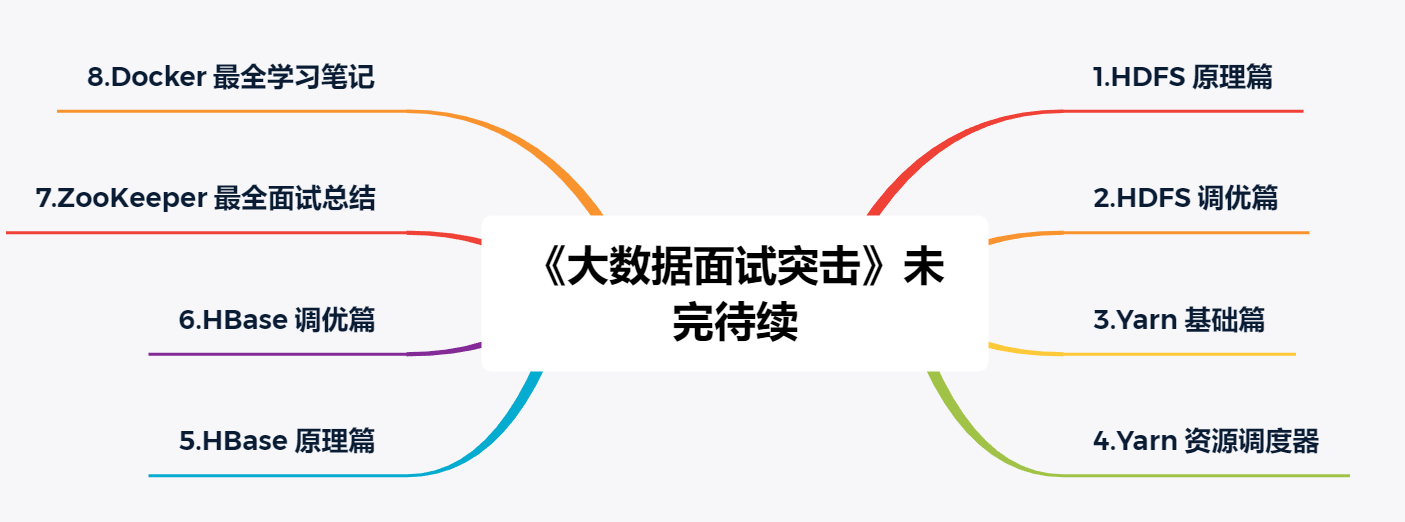 《大数据面试突击》未
完待续
1.HDFS 原理篇
2.HDFS 调优篇
3.Yarn 基础篇
4.Yarn 资源调度器
5.HBase 原理篇
6.HBase 调优篇
7.ZooKeeper 最全面试总结
8.Docker 最全学习笔记